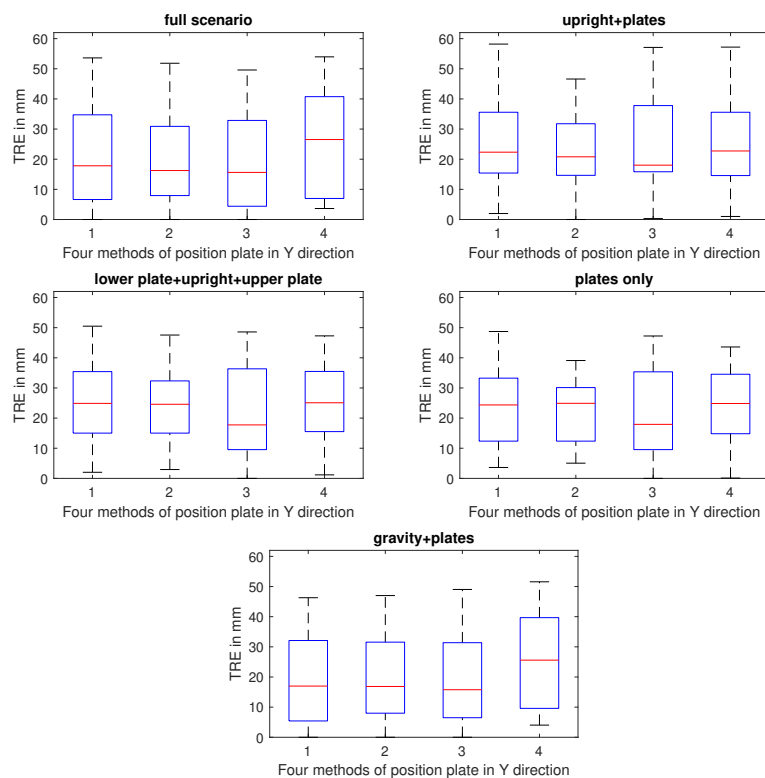 full scenario
60
50
40
30
20
10
0
TRE in mm
1 2 3 4
Four methods of position plate in Y direction
upright+plates
60
50
40
30
20
10
0
TRE in mm
1 2 3 4
Four methods of position plate in Y direction
lower plate+upright+upper plate
60
50
40
30
20
10
0
TRE in mm
1 2 3 4
Four methods of position plate in Y direction
plates only
60
50
40
30
20
10
0
TRE in mm
1 2 3 4
Four methods of position plate in Y direction
gravity+plates
60
50
40
30
20
10
0
TRE in mm
1 2 3 4
Four methods of position plate in Y direction